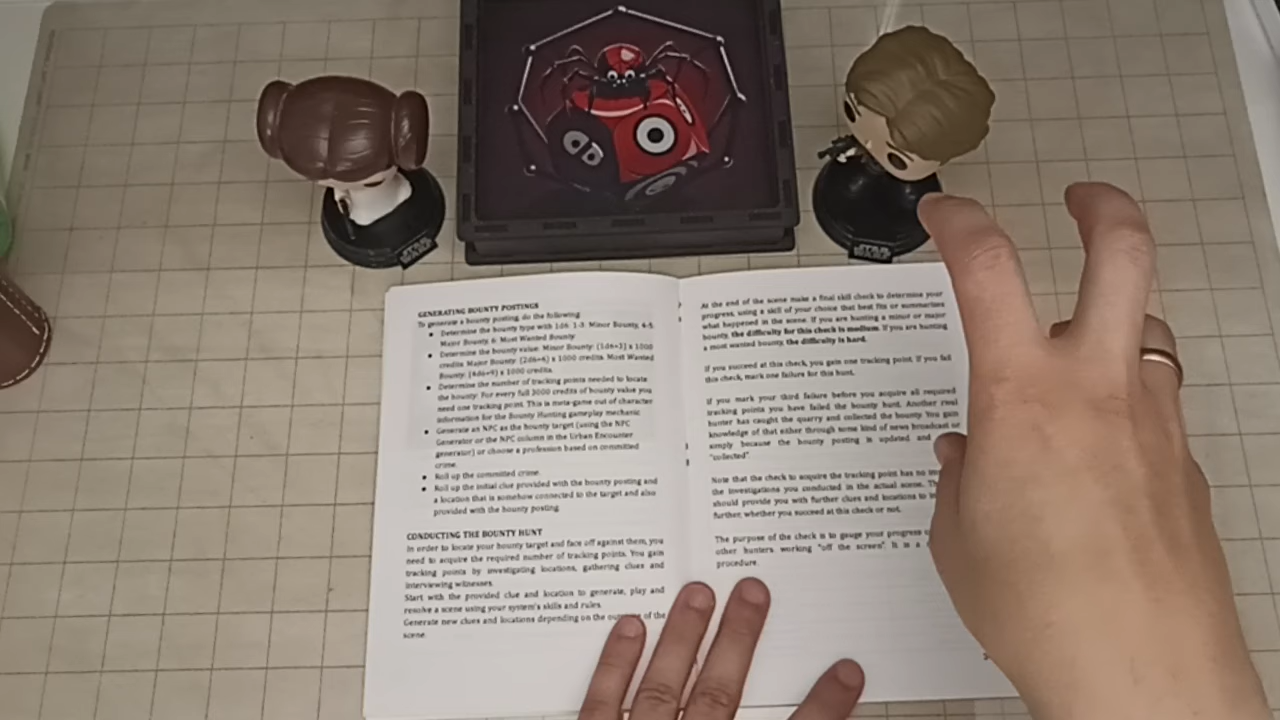 STAR
WARS
STAR
WARS
GENERATING BOUNTY POSTINGS
To generate a bounty posting, do the following
• Determine the bounty type with 1d6: 1-3: Minor Bounty, 4-5:
Major Bounty, 6: Most Wanted Bounty
• Determine the bounty value: Minor Bounty: (1d6+3) x 1000
credits. Major Bounty: (2d6+6) x 1000 credits. Most Wanted
Bounty: (4d6+9) x 1000 credits.
• Determine the number of tracking points needed to locate
the bounty: For every full 3000 credits of bounty value you
need one tracking point. This is meta-game out of character
information for the Bounty Hunting gameplay mechanic
• Generate an NPC as the bounty target (using the NPC
Generator or the NPC column in the Urban Encounter
generator) or choose a profession based on committed
crime.
• Roll up the committed crime.
• Roll up the initial clue provided with the bounty posting and
a location that is somehow connected to the target and also
provided with the bounty posting.
CONDUCTING THE BOUNTY HUNT
In order to locate your bounty target and face off against them, you
need to acquire the required number of tracking points. You gain
tracking points by investigating locations, gathering clues and
interviewing witnesses.
Start with the provided clue and location to generate, play and
resolve a scene using your system's skills and rules.
Generate new clues and locations depending on the of the
scene.
At the end of the scene make a final skill check to determine your
progress, using a skill of your choice that best fits or summarizes
what happened in the scene. If you are hunting a minor or major
bounty, the difficulty for this check is medium. If you are hunting
a most wanted bounty, the difficulty is hard.
If you succeed at this check, you gain one tracking point. If you fail
this check, mark one failure for this hunt.
If you mark your third failure before you acquire all required
tracking points you have failed the bounty hunt. Another rival
hunter has caught the quarry and collected the bounty. You gain
knowledge of that either through some kind of news broadcast or
simply because the bounty posting is updated and
"collected".
Note that the check to acquire the tracking point has no
the investigations you conducted in the actual scene.
should provide you with further clues and locations to
further, whether you succeed at this check or not.
The purpose of the check is to gauge your progress
other hunters working "off the screen". It is a
procedure.